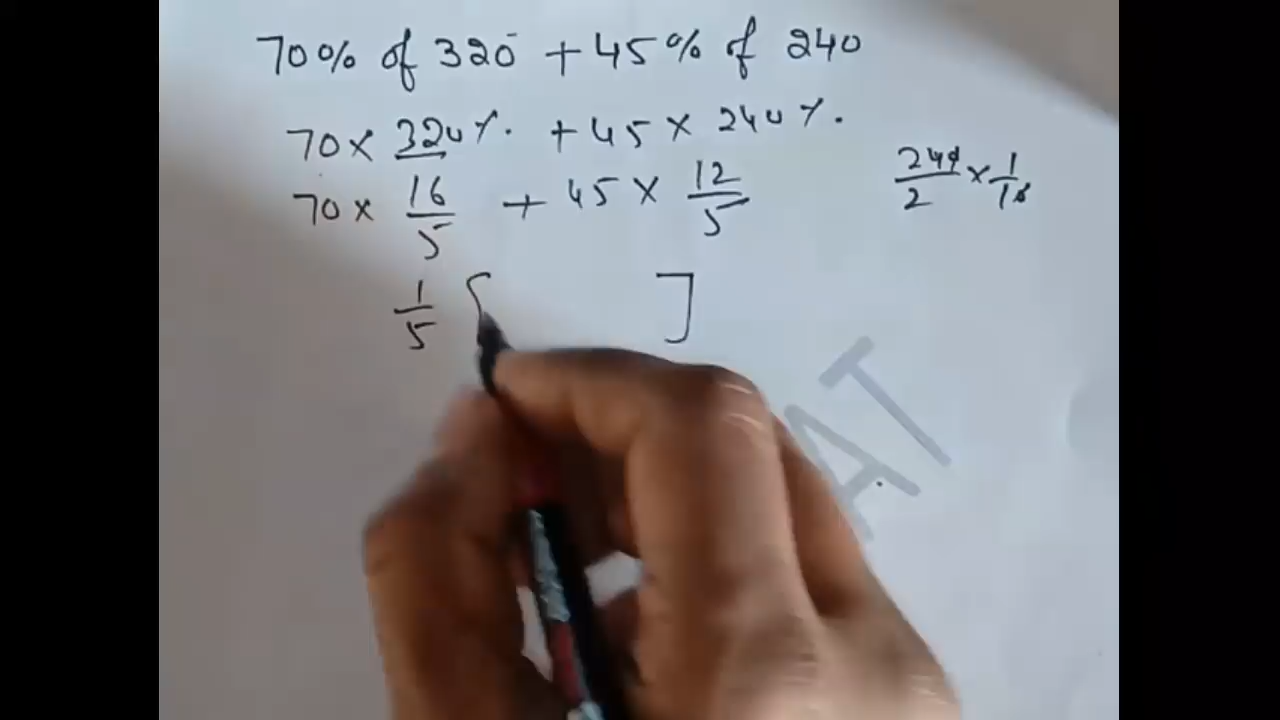 70% of 320 + 45% of 240
70 × 320 %. + 45 × 240 %.
70 × 16/5 + 45 × 12/5
240/2 × 1/10
1/5 [ ]
AT